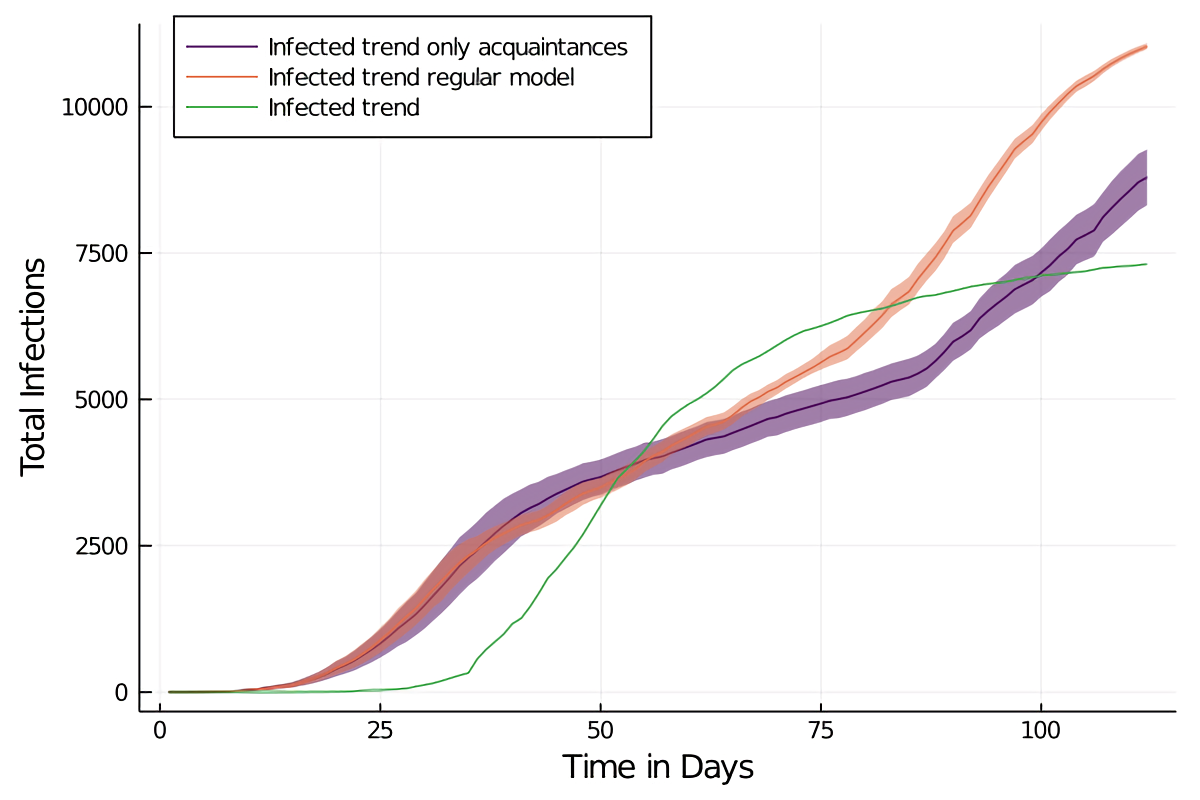 Infected trend only acquaintances
Infected trend regular model
Infected trend
10000
7500
5000
2500
0
Total Infections
0 25 50 75 100
Time in Days